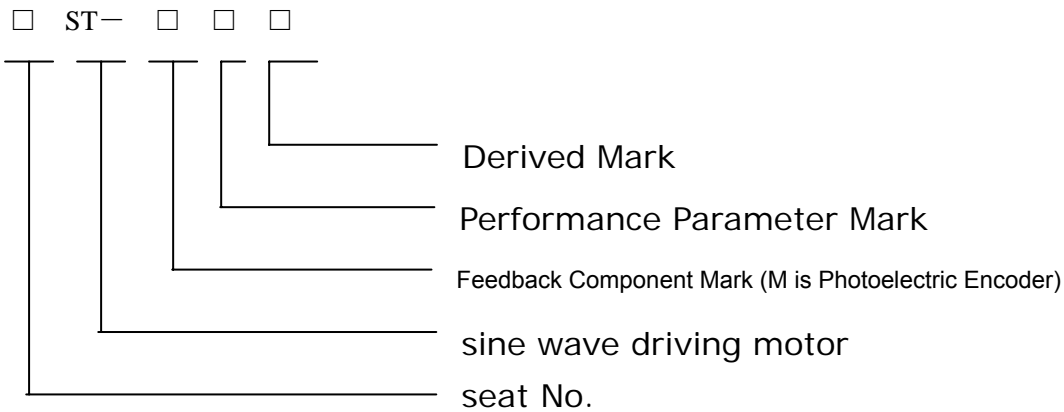 □ ST－ □ □ □
Derived Mark
Performance Parameter Mark
Feedback Component Mark (M is Photoelectric Encoder)
sine wave driving motor
seat No.